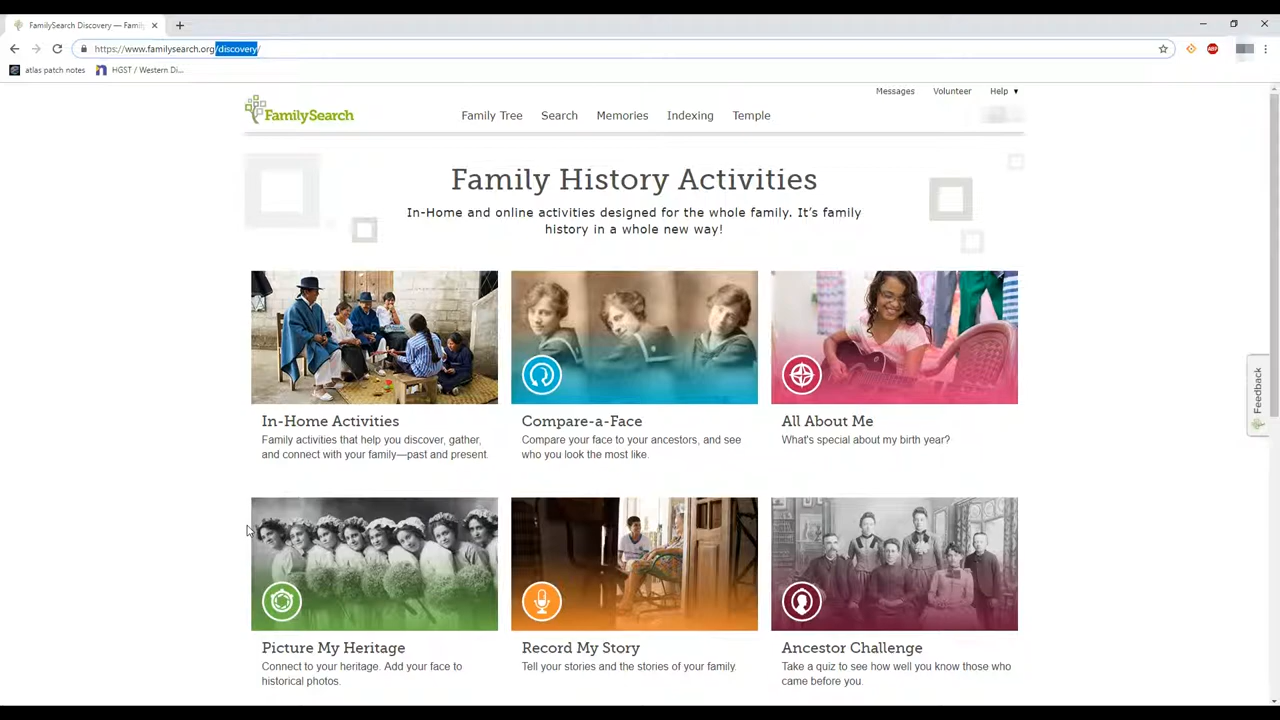 FamilySearch Discovery — Famil
https://www.familysearch.org/discovery/
ABP
atlas patch notes
HGST / Western Di...
Messages
Volunteer
Help ▼
FamilySearch
Family Tree
Search
Memories
Indexing
Temple
Family History Activities
In-Home and online activities designed for the whole family. It’s family
history in a whole new way!
In-Home Activities
Family activities that help you discover, gather,
and connect with your family—past and present.
Compare-a-Face
Compare your face to your ancestors, and see
who you look the most like.
All About Me
What's special about my birth year?
Feedback
Picture My Heritage
Connect to your heritage. Add your face to
historical photos.
Record My Story
Tell your stories and the stories of your family.
Ancestor Challenge
Take a quiz to see how well you know those who
came before you.